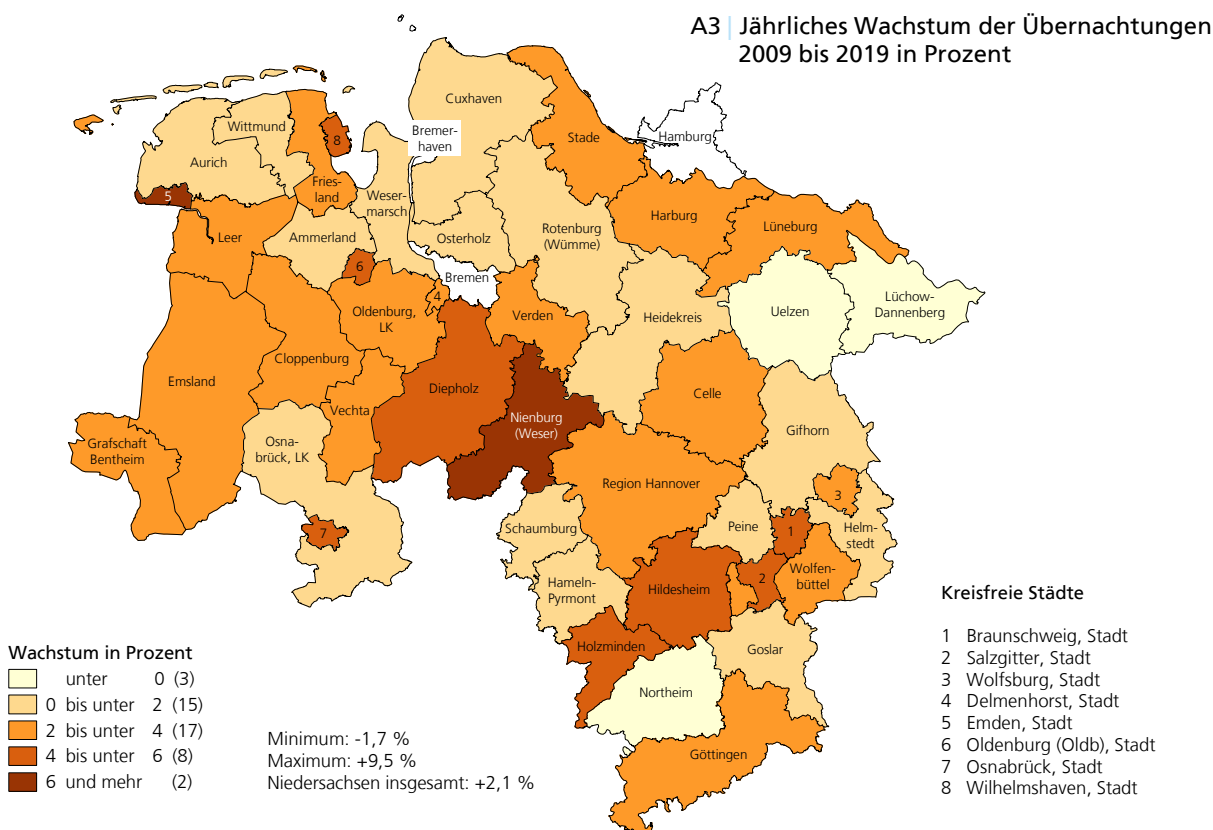 A3 | Jährliches Wachstum der Übernachtungen
2009 bis 2019 in Prozent
Cuxhaven
Wittmund
Bremer-
haven
8
Stade
Hamburg
Aurich
5
Fries-
land
Weser-
marsch
Harburg
Leer
Ammerland
Osterholz
Rotenburg
(Wümme)
Lüneburg
6
Bremen
4
Oldenburg,
LK
Verden
Heidekreis
Uelzen
Lüchow-
Dannenberg
Cloppenburg
Emsland
Diepholz
Celle
Vechta
Nienburg
(Weser)
Grafschaft
Bentheim
Osna-
brück, LK
Gifhorn
Region Hannover
3
7
Schaumburg
Peine
1
Helm-
stedt
Hameln-
Pyrmont
Hildesheim
2
Wolfen-
büttel
Holzminden
Goslar
Northeim
Göttingen
Wachstum in Prozent
unter 0 (3)
0 bis unter 2 (15)
2 bis unter 4 (17)
4 bis unter 6 (8)
6 und mehr (2)
Minimum: -1,7 %
Maximum: +9,5 %
Niedersachsen insgesamt: +2,1 %
Kreisfreie Städte
1 Braunschweig, Stadt
2 Salzgitter, Stadt
3 Wolfsburg, Stadt
4 Delmenhorst, Stadt
5 Emden, Stadt
6 Oldenburg (Oldb), Stadt
7 Osnabrück, Stadt
8 Wilhelmshaven, Stadt